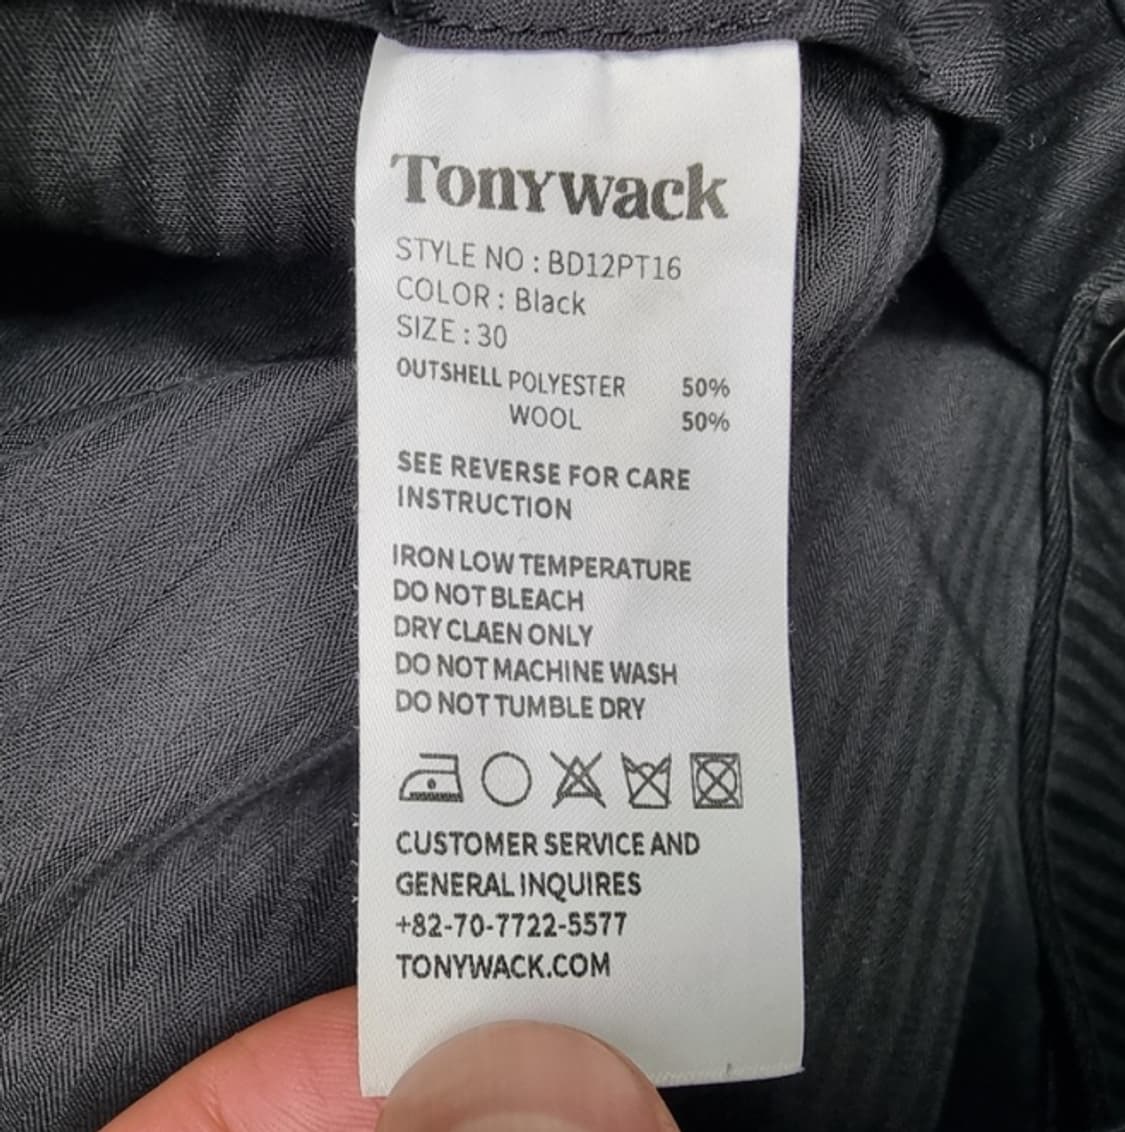 Tonywack
STYLE NO : BD12PT16
COLOR : Black
SIZE : 30
OUTSHELL POLYESTER 50%
WOOL 50%
SEE REVERSE FOR CARE
INSTRUCTION
IRON LOW TEMPERATURE
DO NOT BLEACH
DRY CLAEN ONLY
DO NOT MACHINE WASH
DO NOT TUMBLE DRY
CUSTOMER SERVICE AND
GENERAL INQUIRES
+82-70-7722-5577
TONYWACK.COM